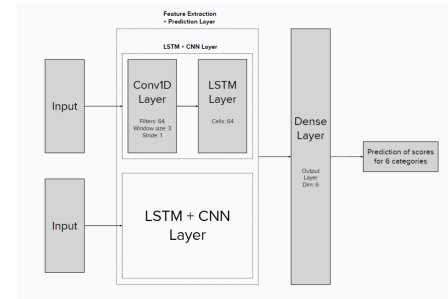 Feature Extraction
+ Prediction Layer
LSTM + CNN Layer
Input
Conv1D
Layer
Filters: 64
Window size: 3
Stride: 1
LSTM
Layer
Cells: 64
Input
LSTM + CNN
Layer
Dense
Layer
Output
Layer
Dim: 6
Prediction of scores
for 6 categories